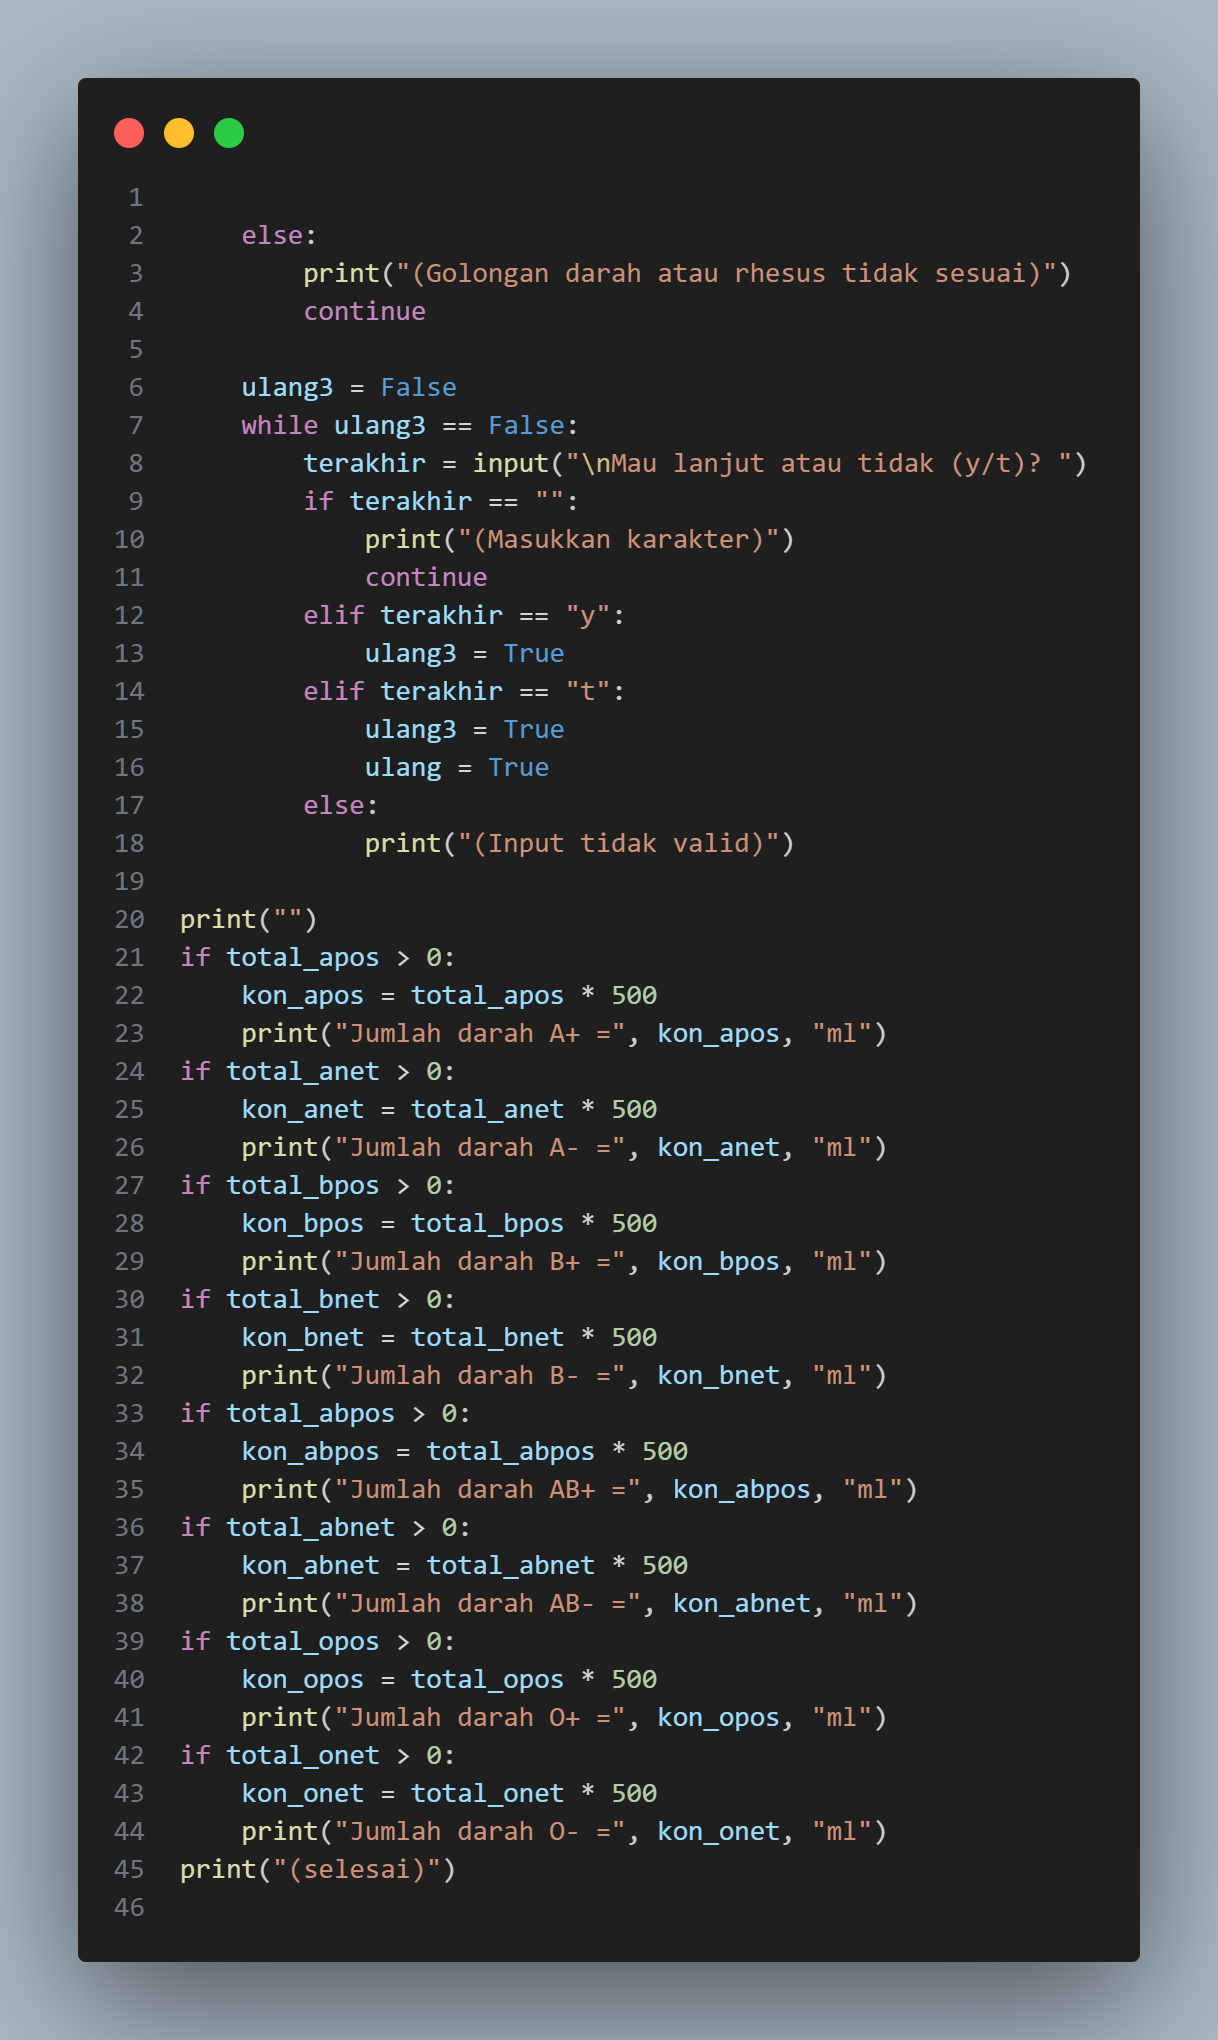 1
2     else:
3         print("(Golongan darah atau rhesus tidak sesuai)")
4         continue
5
6     ulang3 = False
7     while ulang3 == False:
8         terakhir = input("\nMau lanjut atau tidak (y/t)? ")
9         if terakhir == "":
10             print("(Masukkan karakter)")
11             continue
12         elif terakhir == "y":
13             ulang3 = True
14         elif terakhir == "t":
15             ulang3 = True
16             ulang = True
17         else:
18             print("(Input tidak valid)")
19
20 print("")
21 if total_apos > 0:
22     kon_apos = total_apos * 500
23     print("Jumlah darah A+ =", kon_apos, "ml")
24 if total_anet > 0:
25     kon_anet = total_anet * 500
26     print("Jumlah darah A- =", kon_anet, "ml")
27 if total_bpos > 0:
28     kon_bpos = total_bpos * 500
29     print("Jumlah darah B+ =", kon_bpos, "ml")
30 if total_bnet > 0:
31     kon_bnet = total_bnet * 500
32     print("Jumlah darah B- =", kon_bnet, "ml")
33 if total_abpos > 0:
34     kon_abpos = total_abpos * 500
35     print("Jumlah darah AB+ =", kon_abpos, "ml")
36 if total_abnet > 0:
37     kon_abnet = total_abnet * 500
38     print("Jumlah darah AB- =", kon_abnet, "ml")
39 if total_opos > 0:
40     kon_opos = total_opos * 500
41     print("Jumlah darah O+ =", kon_opos, "ml")
42 if total_onet > 0:
43     kon_onet = total_onet * 500
44     print("Jumlah darah O- =", kon_onet, "ml")
45 print("(selesai)")
46